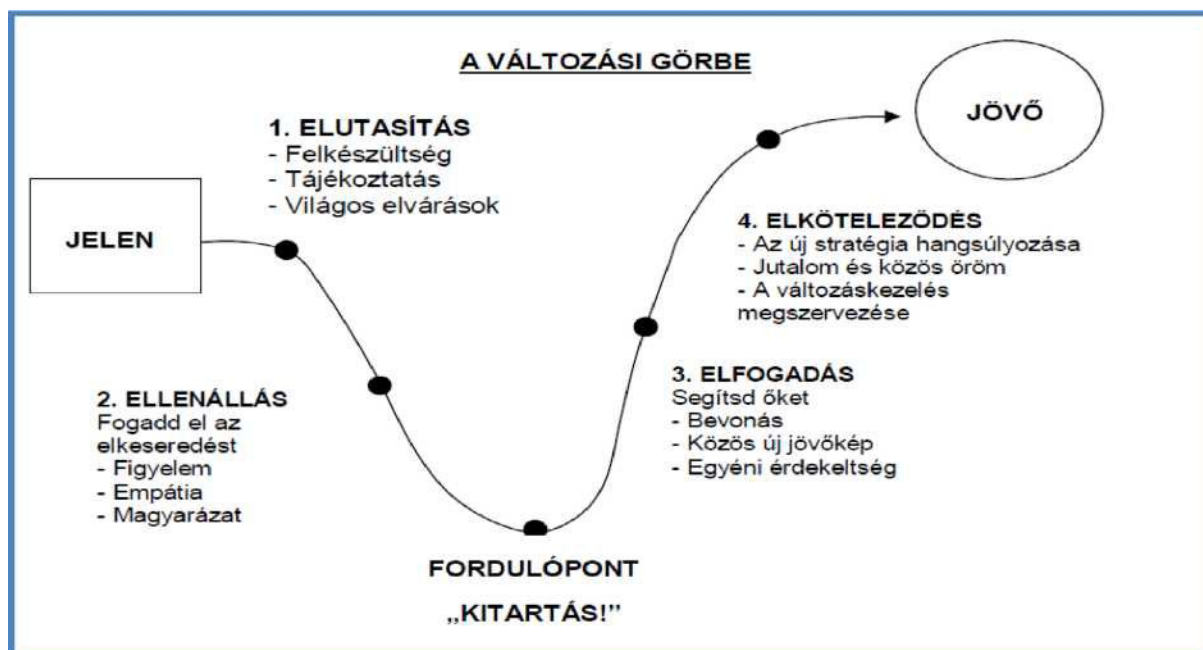 A VÁLTOZÁSI GÖRBE
JELEN
1. ELUTASÍTÁS
- Felkészültség
- Tájékoztatás
- Világos elvárások
2. ELLENÁLLÁS
Fogadd el az
elkeseredést
- Figyelem
- Empátia
- Magyarázat
FORDULÓPONT
„KITARTÁS!”
3. ELFOGADÁS
Segítsd őket
- Bevonás
- Közös új jövőkép
- Egyéni érdekeltség
4. ELKÖTELEZŐDÉS
- Az új stratégia hangsúlyozása
- Jutalom és közös öröm
- A változáskezelés
megszervezése
JÖVŐ